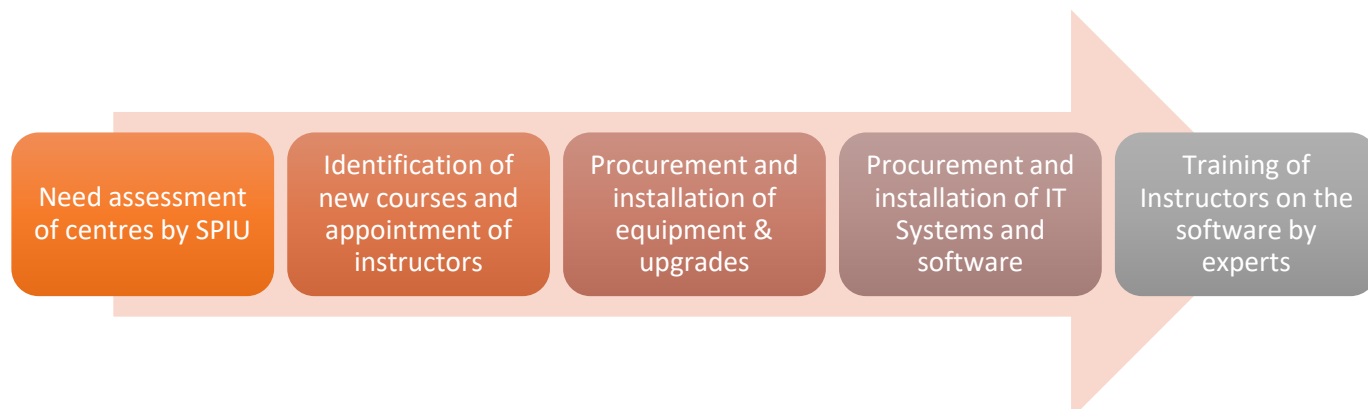 Need assessment
of centres by SPIU
Identification of
new courses and
appointment of
instructors
Procurement and
installation of
equipment &
upgrades
Procurement and
installation of IT
Systems and
software
Training of
Instructors on the
software by
experts